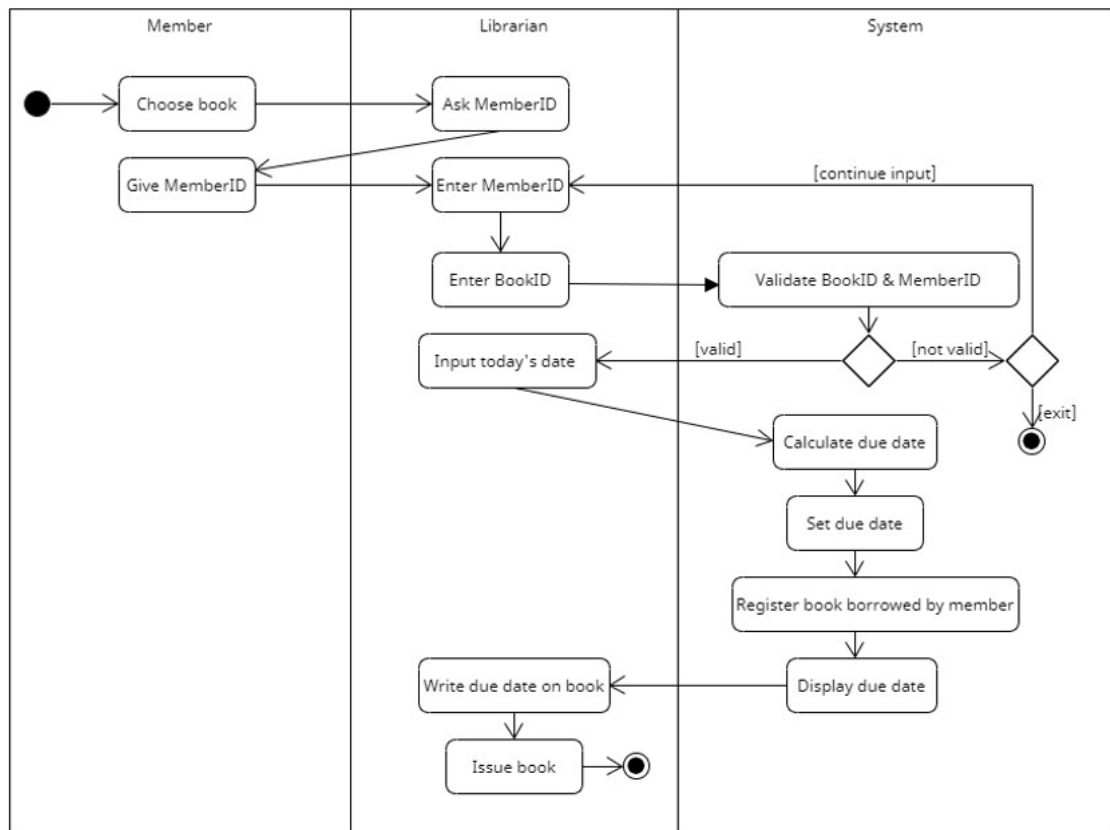 Member
Librarian
System
Choose book
Ask MemberID
Give MemberID
Enter MemberID
[continue input]
Enter BookID
Validate BookID & MemberID
Input today's date
[valid]
[not valid]
[exit]
Calculate due date
Set due date
Register book borrowed by member
Write due date on book
Display due date
Issue book